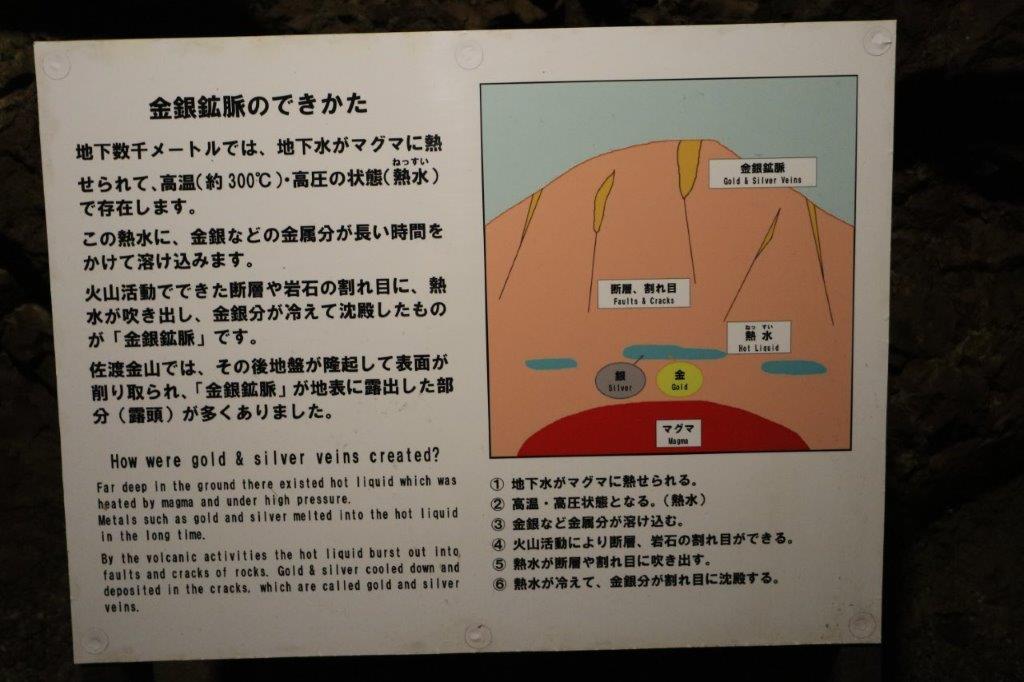 金銀鉱脈のできかた
地下数千メートルでは、地下水がマグマに熱
ねっすい
せられて、高温(約300℃)・高圧の状態(熱水)
で存在します。
この熱水に、金銀などの金属分が長い時間を
かけて溶け込みます。
火山活動でできた断層や岩石の割れ目に、熱
水が吹き出し、金銀分が冷えて沈殿したもの
が「金銀鉱脈」です。
佐渡金山では、その後地盤が隆起して表面が
削り取られ、「金銀鉱脈」が地表に露出した部
分(露頭)が多くありました。
How were gold & silver veins created?
Far deep in the ground there existed hot liquid which was
heated by magma and under high pressure.
Metals such as gold and silver melted into the hot liquid
in the long time.
By the volcanic activities the hot liquid burst out into
faults and cracks of rocks. Gold & silver cooled down and
deposited in the cracks, which are called gold and silver
veins.
金銀鉱脈
Gold & Silver Veins
断層、割れ目
Faults & Cracks
ねっ すい
熱 水
Hot Liquid
銀
Silver
金
Gold
マグマ
Magma
① 地下水がマグマに熱せられる。
② 高温・高圧状態となる。(熱水)
③ 金銀など金属分が溶け込む。
④ 火山活動により断層、岩石の割れ目ができる。
⑤ 熱水が断層や割れ目に吹き出す。
⑥ 熱水が冷えて、金銀分が割れ目に沈殿する。